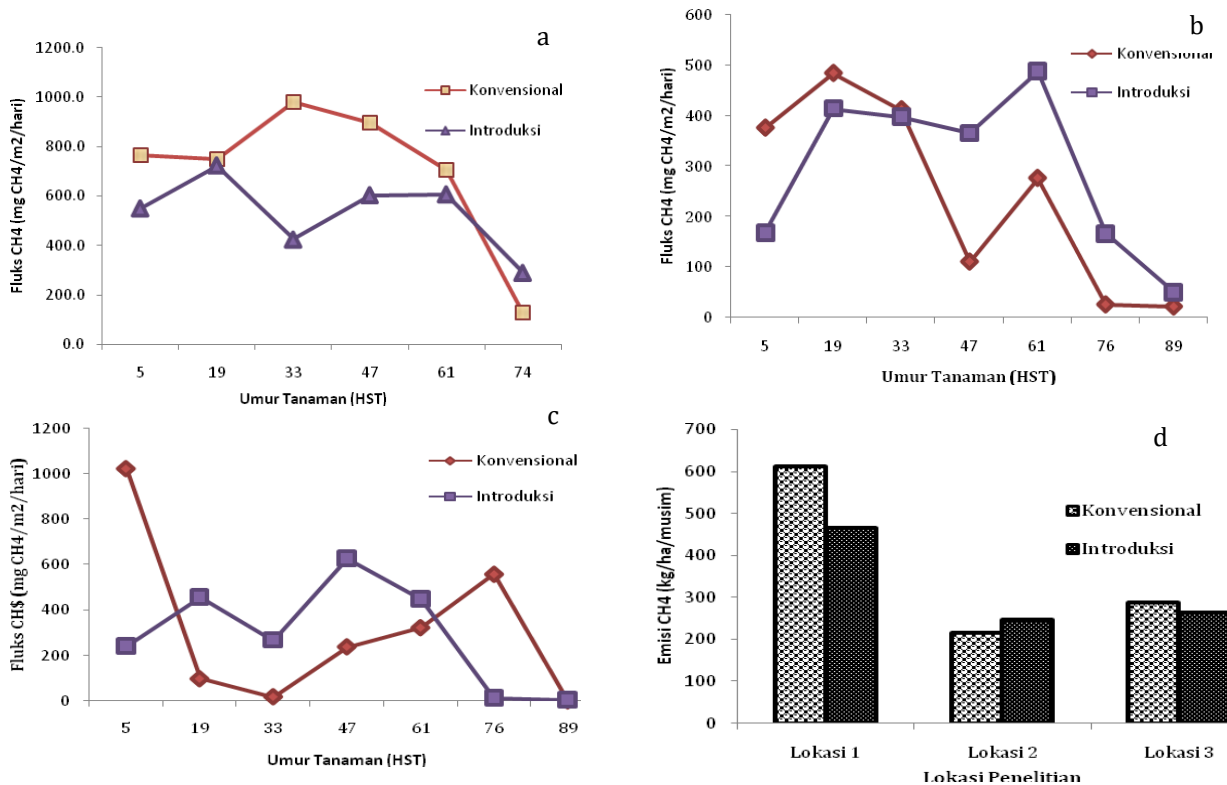 a
1200.0
1000.0
800.0
600.0
400.0
200.0
0.0
Fluks CH4 (mg CH4/m2/hari)
Konvensional
Introduksi
5 19 33 47 61 74
Umur Tanaman (HST)
b
600
500
400
300
200
100
0
Fluks CH4 (mg CH4/m2/hari)
Konvensional
Introduksi
5 19 33 47 61 76 89
Umur Tanaman (HST)
c
1200
1000
800
600
400
200
0
Fluks CH$ (mg CH4/m2/hari)
Konvensional
Introduksi
5 19 33 47 61 76 89
Umur Tanaman (HST)
d
700
600
500
400
300
200
100
0
Emisi CH4 (kg/ha/musim)
Konvensional
Introduksi
Lokasi 1 Lokasi 2 Lokasi 3
Lokasi Penelitian